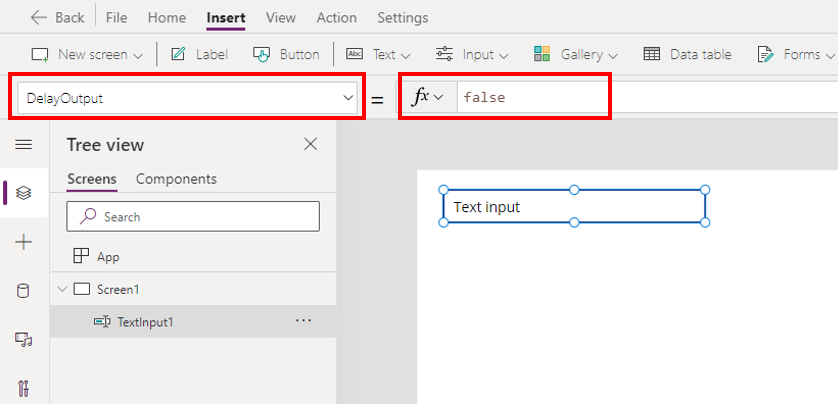 Back File Home Insert View Action Settings
New screen Label Button Abc Text Input Gallery Data table Forms
DelayOutput = fx false
Tree view
Screens Components
Search
App
Screen1
TextInput1 ...
Text input